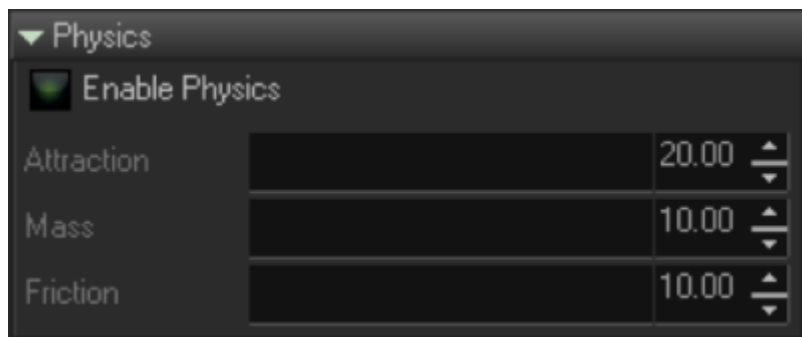 Physics
Enable Physics
Attraction 20.00
Mass 10.00
Friction 10.00